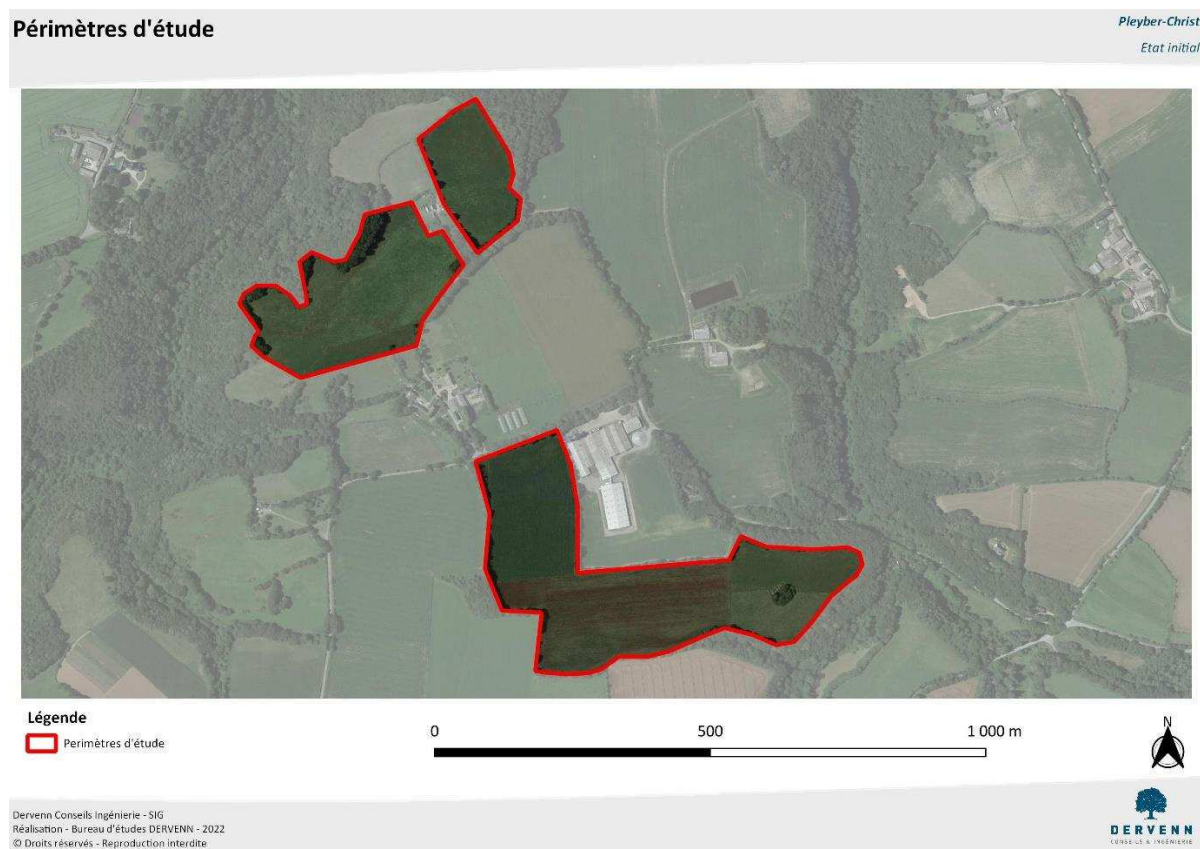 Périmètres d'étude
Pleyber-Christ
Etat initial
Légende
Perimètres d'étude
0 500 1 000 m
N
Dervenn Conseils Ingénierie - SIG
Réalisation - Bureau d'études DERVENN - 2022
© Droits réservés - Reproduction interdite
DERVENN
CONSEILS & INGÉNIERIE